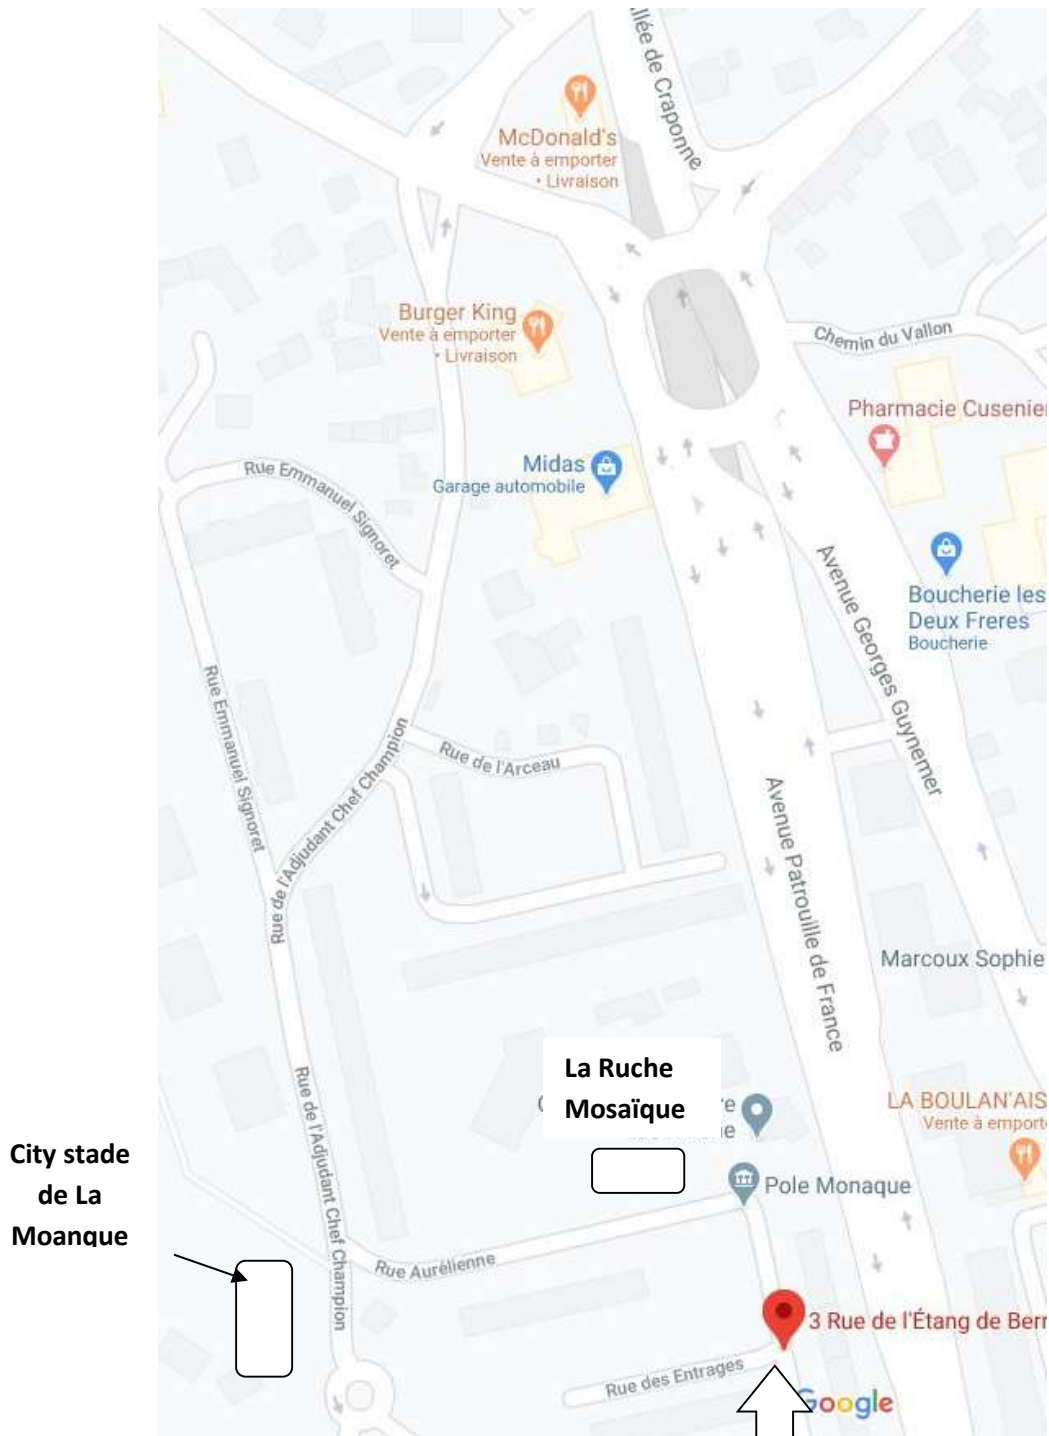 llée de Craponne
McDonald's
Vente à emporter
• Livraison
Burger King
Vente à emporter
• Livraison
Chemin du Vallon
Pharmacie Cusenier
Midas
Garage automobile
Rue Emmanuel Signoret
Avenue Georges Guynemer
Boucherie les
Deux Freres
Boucherie
Rue Emmanuel Signoret
Rue de l'Adjudant Chef Champion
Rue de l'Arceau
Avenue Patrouille de France
Marcoux Sophie
La Ruche
Mosaïque
LA BOULAN'AIS
Vente à emporte
Rue de l'Adjudant Chef Champion
City stade
de La
Moanque
Pole Monaque
Rue Aurélienne
3 Rue de l'Étang de Berr
Rue des Entrages
Google